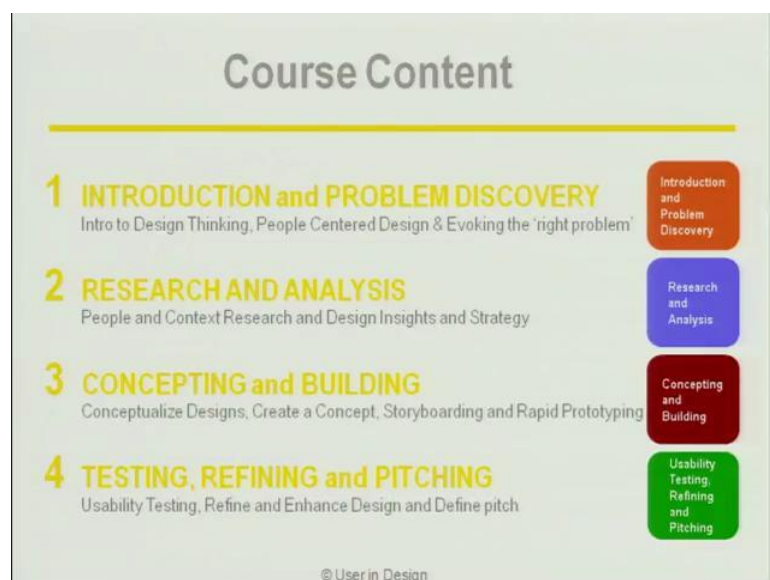 Course Content
1 INTRODUCTION and PROBLEM DISCOVERY
Intro to Design Thinking, People Centered Design & Evoking the 'right problem'
Introduction
and
Problem
Discovery
2 RESEARCH AND ANALYSIS
People and Context Research and Design Insights and Strategy
Research
and
Analysis
3 CONCEPTING and BUILDING
Conceptualize Designs, Create a Concept, Storyboarding and Rapid Prototyping
Concepting
and
Building
4 TESTING, REFINING and PITCHING
Usability Testing, Refine and Enhance Design and Define pitch
Usability
Testing,
Refining
and
Pitching
© User in Design